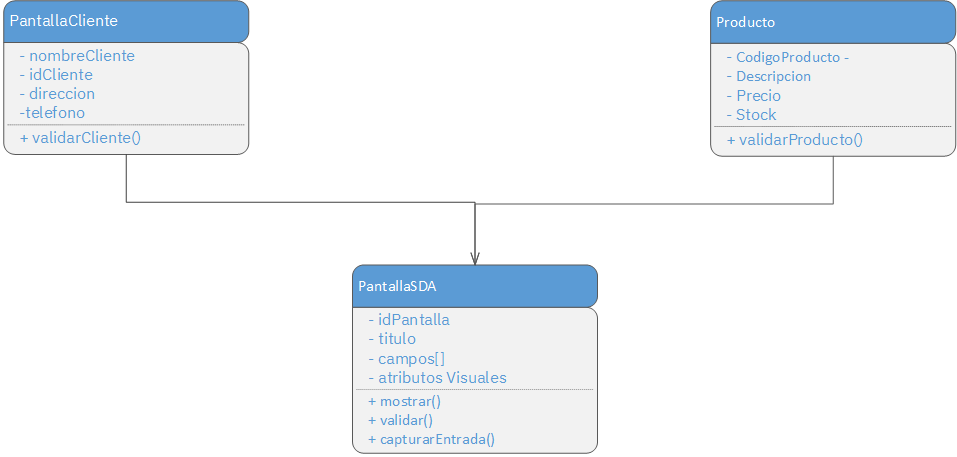 PantallaCliente
- nombreCliente
- idCliente
- direccion
-telefono
+ validarCliente()
Producto
- CodigoProducto -
- Descripcion
- Precio
- Stock
+ validarProducto()
PantallaSDA
- idPantalla
- titulo
- campos[]
- atributos Visuales
+ mostrar()
+ validar()
+ capturarEntrada()